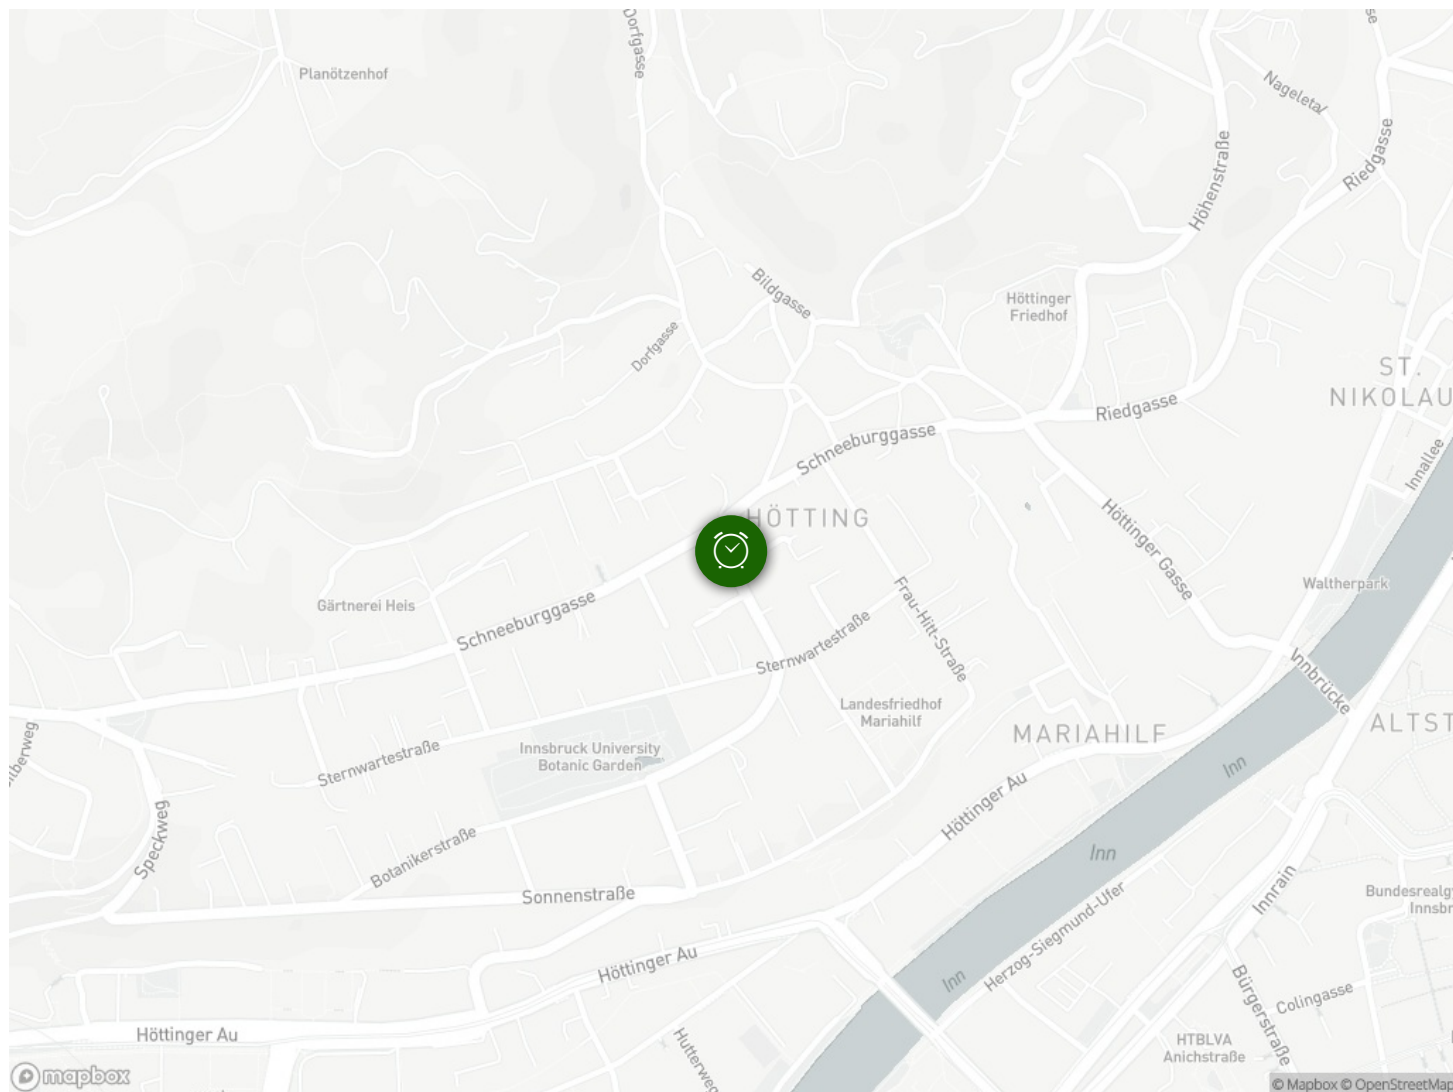 Dorfgasse
Planötzenhof
Nageletal
Riedgasse
Höhenstraße
Bildgasse
Höttinger
Friedhof
Dorfgasse
ST.
NIKOLAU
Riedgasse
Schneeburggasse
Innallee
HÖTTING
Höttinger Gasse
Waltherpark
Gärtnerei Heis
Schneeburggasse
Frau-Hitt-Straße
Sternwartestraße
Innbrücke
Landesfriedhof
Mariahilf
MARIAHILF
ALTST
ilberweg
Innsbruck University
Botanic Garden
Sternwartestraße
Inn
Höttinger Au
Speckweg
Botanikerstraße
Inn
Sonnenstraße
Innrain
Bundesrealgy
Innsbr
Herzog-Siegmund-Ufer
Höttinger Au
Inn
Bürgerstraße
Colingasse
Höttinger Au
Hutterweg
HTBLVA
Anichstraße
mapbox
© Mapbox © OpenStreetMap